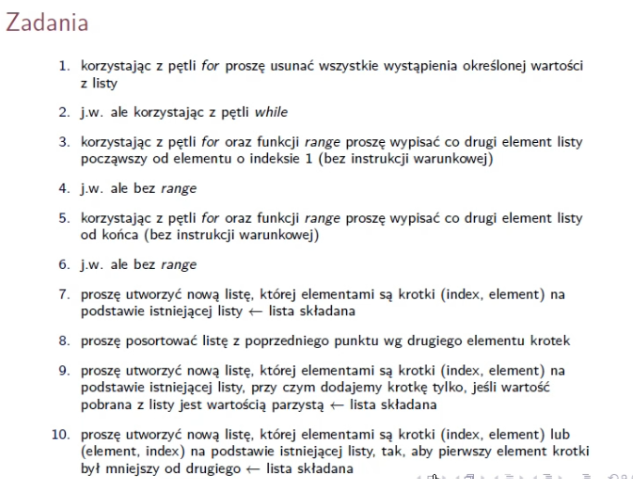 Zadania
1. korzystając z pętli for proszę usunać wszystkie wystąpienia określonej wartości
z listy
2. j.w. ale korzystając z pętli while
3. korzystając z pętli for oraz funkcji range proszę wypisać co drugi element listy
począwszy od elementu o indeksie 1 (bez instrukcji warunkowej)
4. j.w. ale bez range
5. korzystając z pętli for oraz funkcji range proszę wypisać co drugi element listy
od końca (bez instrukcji warunkowej)
6. j.w. ale bez range
7. proszę utworzyć nową listę, której elementami są krotki (index, element) na
podstawie istniejącej listy ← lista składana
8. proszę posortować listę z poprzedniego punktu wg drugiego elementu krotek
9. proszę utworzyć nową listę, której elementami są krotki (index, element) na
podstawie istniejącej listy, przy czym dodajemy krotkę tylko, jeśli wartość
pobrana z listy jest wartością parzystą ← lista składana
10. proszę utworzyć nową listę, której elementami są krotki (index, element) lub
(element, index) na podstawie istniejącej listy, tak, aby pierwszy element krotki
był mniejszy od drugiego ← lista składana